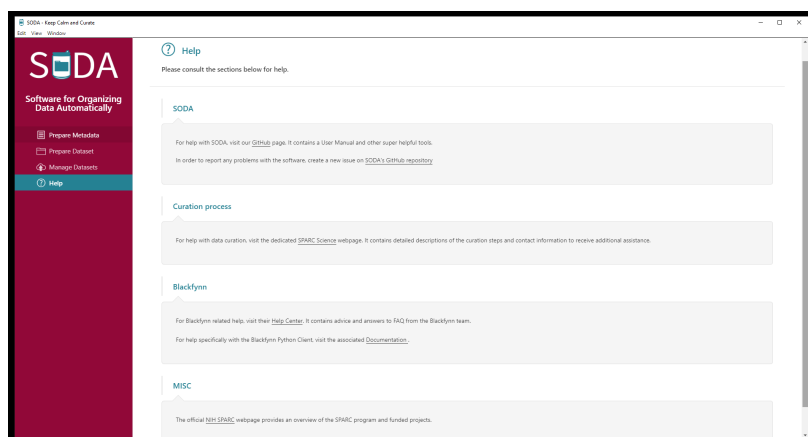 SODA - Keep Calm and Curate
Edit View Window
SODA
Software for Organizing
Data Automatically
Prepare Metadata
Prepare Dataset
Manage Datasets
Help
Help
Please consult the sections below for help.
SODA
For help with SODA, visit our GitHub page. It contains a User Manual and other super helpful tools.
In order to report any problems with the software, create a new issue on SODA's GitHub repository
Curation process
For help with data curation, visit the dedicated SPARC Science webpage. It contains detailed descriptions of the curation steps and contact information to receive additional assistance.
Blackfynn
For Blackfynn related help, visit their Help Center. It contains advice and answers to FAQ from the Blackfynn team.
For help specifically with the Blackfynn Python Client, visit the associated Documentation .
MISC
The official NIH SPARC webpage provides an overview of the SPARC program and funded projects.